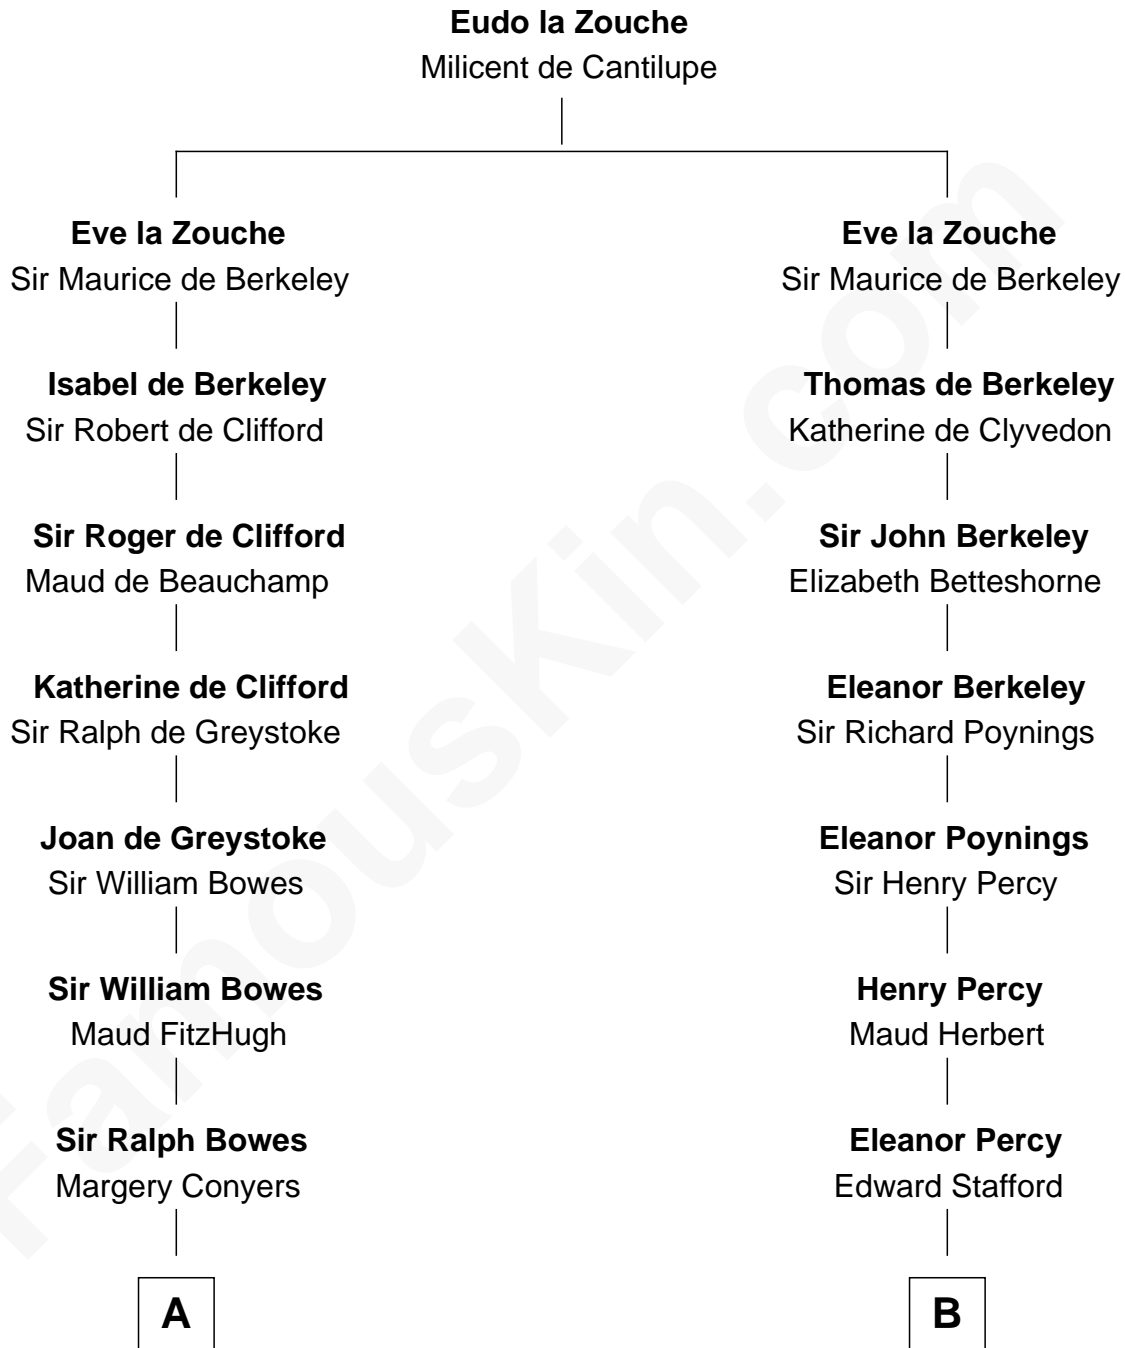 Eudo la Zouche
Milicent de Cantilupe
Eve la Zouche
Sir Maurice de Berkeley
Eve la Zouche
Sir Maurice de Berkeley
Isabel de Berkeley
Sir Robert de Clifford
Thomas de Berkeley
Katherine de Clyvedon
Sir Roger de Clifford
Maud de Beauchamp
Sir John Berkeley
Elizabeth Betteshorne
Katherine de Clifford
Sir Ralph de Greystoke
Eleanor Berkeley
Sir Richard Poynings
Joan de Greystoke
Sir William Bowes
Eleanor Poynings
Sir Henry Percy
Sir William Bowes
Maud FitzHugh
Henry Percy
Maud Herbert
Sir Ralph Bowes
Margery Conyers
Eleanor Percy
Edward Stafford
A
B
FamousKin.com